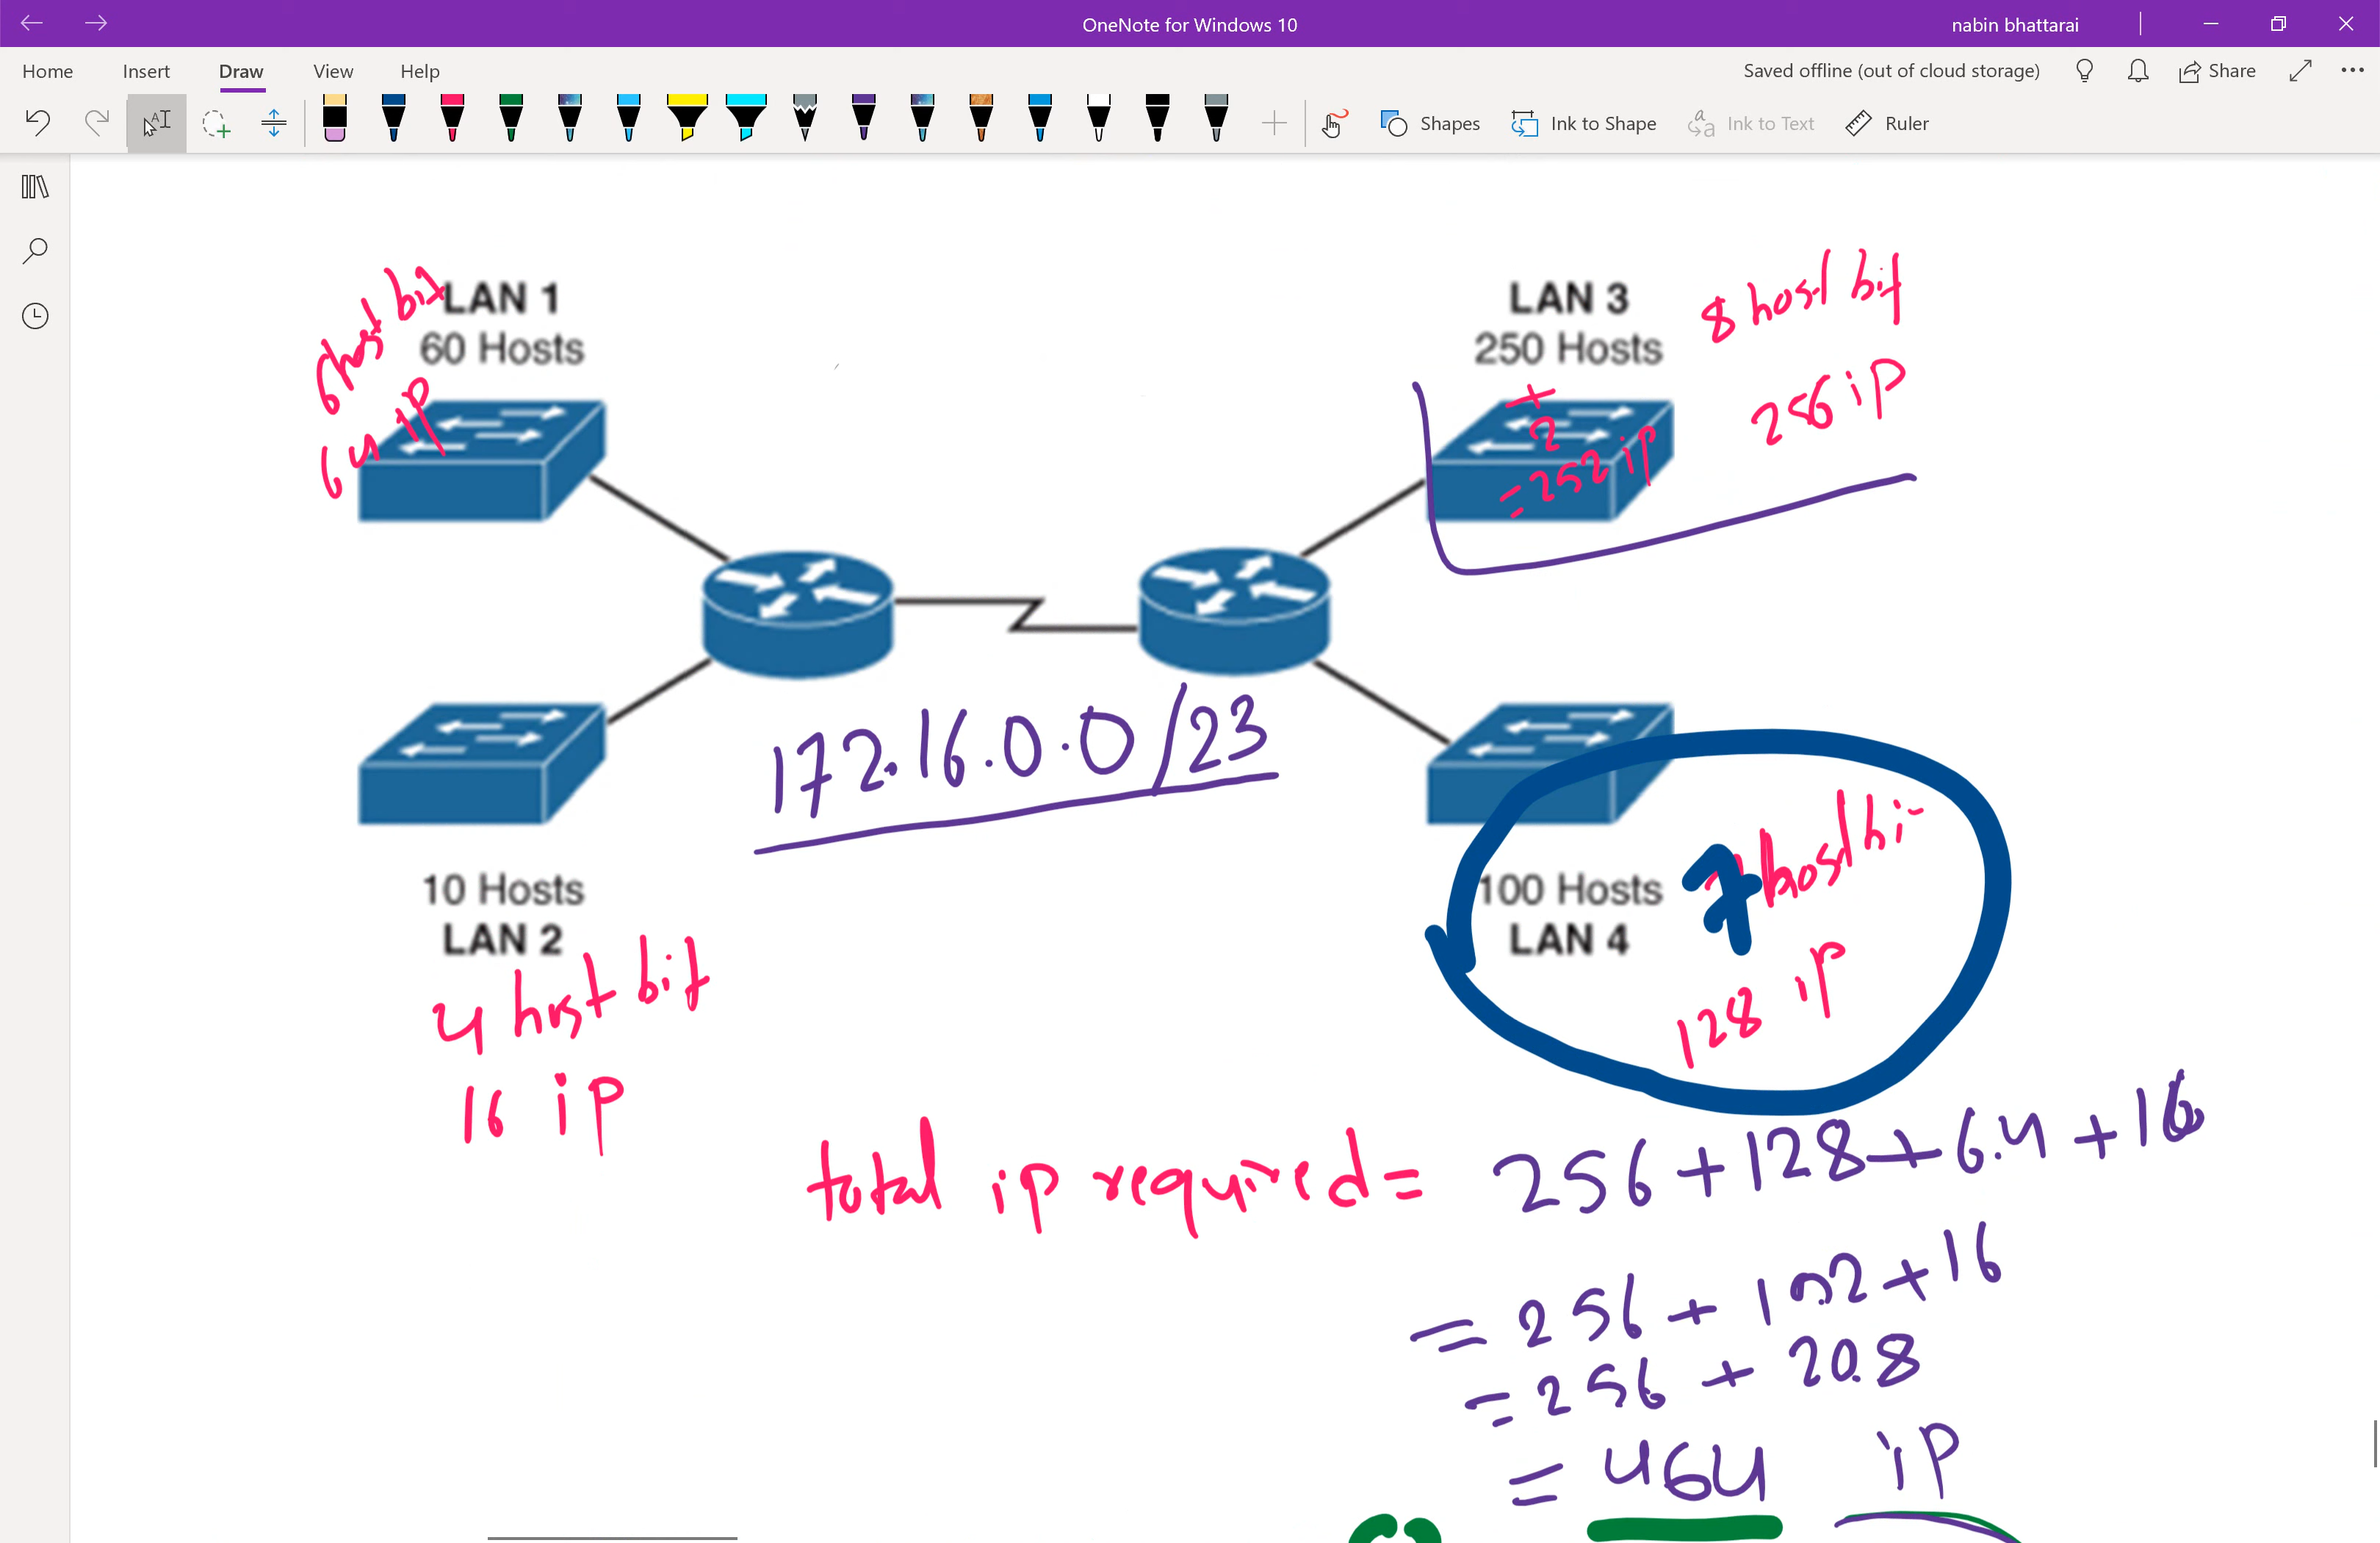 OneNote for Windows 10
nabin bhattarai
Home Insert Draw View Help
Saved offline (out of cloud storage)
Share
Shapes
Ink to Shape
Ink to Text
Ruler
6 host bit
64 ip
LAN 1
60 Hosts
LAN 3
250 Hosts
+
2
=252 ip
8 host bit
256 ip
172.16.0.0/23
10 Hosts
LAN 2
4 host bit
16 ip
100 Hosts
LAN 4
7 host bi
128 ip
total ip required = 256+128+64+16
= 256 + 192 + 16
= 256 + 208
= 464 ip